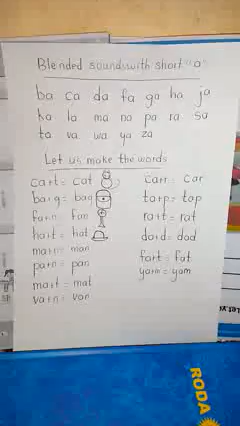 Blended sounds with short "a"
ba ca da fa ga ha ja
ka la ma na pa ra sa
ta va wa ya za
Let us make the words
ca+t = cat
ba+g = bag
fa+n = fan
ha+t = hat
ma+n = man
pa+n = pan
ma+t = mat
va+n = van
ca+r = car
ta+p = tap
ra+t = rat
da+d = dad
fa+t = fat
ya+m = yam
RODA